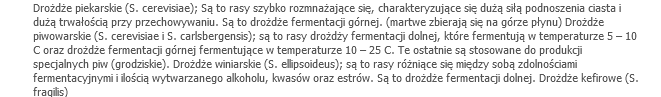 Drożdże piekarskie (S. cerevisiae); Są to rasy szybko rozmnażające się, charakteryzujące się dużą siłą podnoszenia ciasta i
dużą trwałością przy przechowywaniu. Są to drożdże fermentacji górnej. (martwe zbierają się na górze płynu) Drożdże
piwowarskie (S. cerevisiae i S. carlsbergensis); są to rasy drożdży fermentacji dolnej, które fermentują w temperaturze 5 – 10
C oraz drożdże fermentacji górnej fermentujące w temperaturze 10 – 25 C. Te ostatnie są stosowane do produkcji
specjalnych piw (grodziskie). Drożdże winiarskie (S. ellipsoideus); są to rasy różniące się między sobą zdolnościami
fermentacyjnymi i ilością wytwarzanego alkoholu, kwasów oraz estrów. Są to drożdże fermentacji dolnej. Drożdże kefirowe (S.
fragilis)